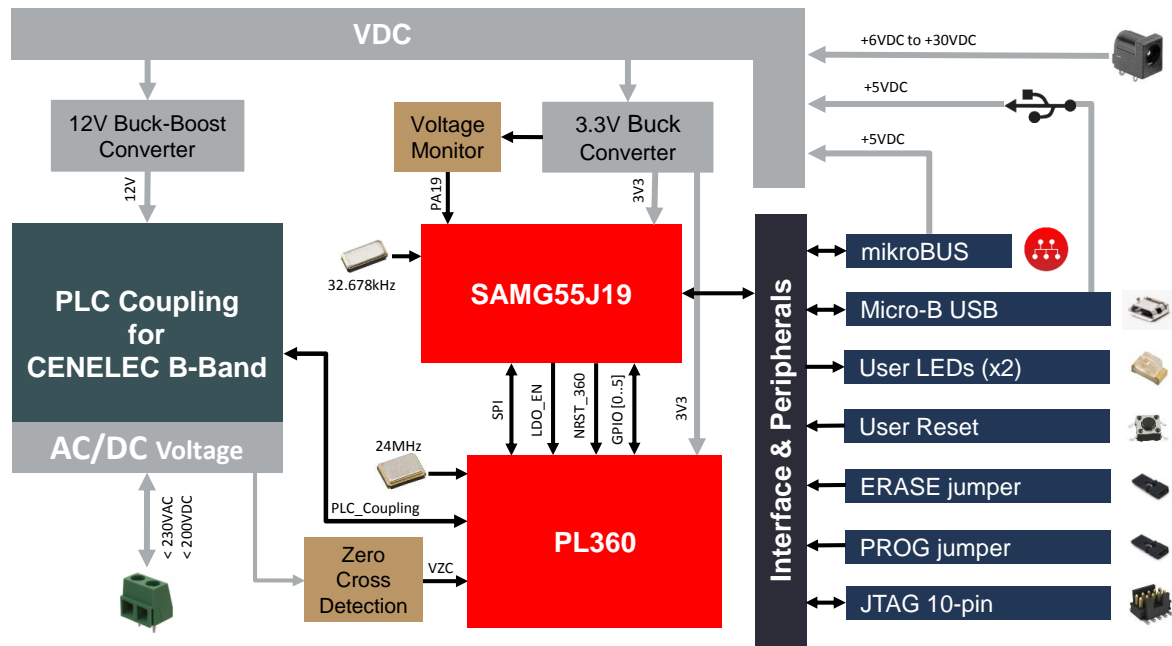 VDC
+6VDC to +30VDC
+5VDC
+5VDC
12V Buck-Boost
Converter
Voltage
Monitor
3.3V Buck
Converter
12V
PA19
3V3
32.678kHz
SAMG55J19
PLC Coupling
for
CENELEC B-Band
AC/DC Voltage
SPI
LDO_EN
NRST_360
GPIO [0..5]
3V3
24MHz
PLC_Coupling
PL360
< 230VAC
< 200VDC
Zero
Cross
Detection
VZC
Interface & Peripherals
mikroBUS
Micro-B USB
User LEDs (x2)
User Reset
ERASE jumper
PROG jumper
JTAG 10-pin